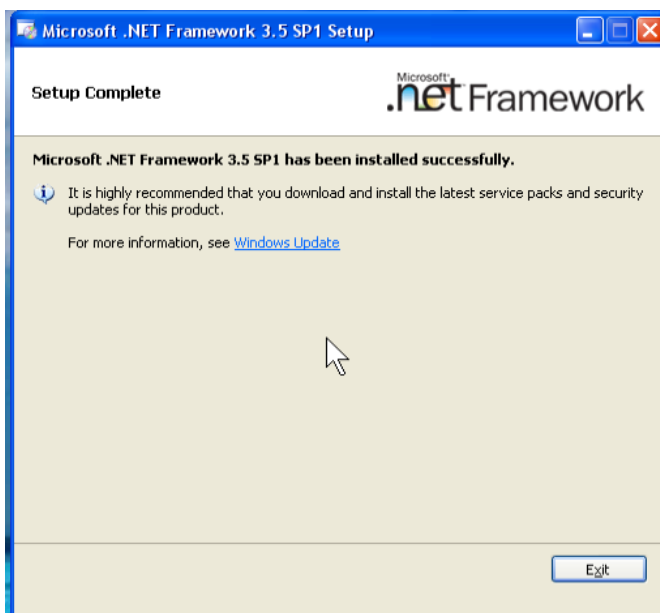 Microsoft .NET Framework 3.5 SP1 Setup
Setup Complete
Microsoft
.net Framework
Microsoft .NET Framework 3.5 SP1 has been installed successfully.
It is highly recommended that you download and install the latest service packs and security
updates for this product.
For more information, see Windows Update
Exit